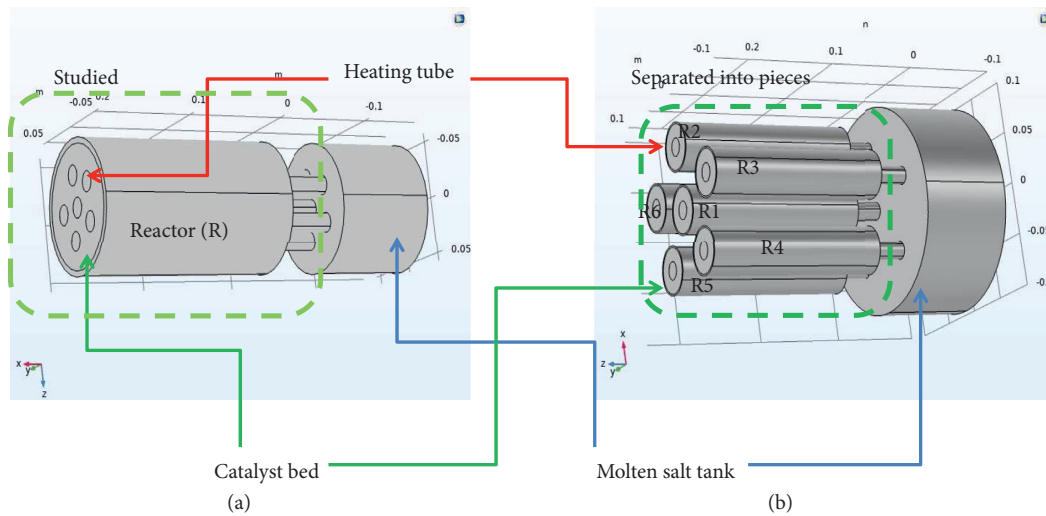 Studied
Heating tube
Separated into pieces
m
-0.05
0.2
0.1
m
0
-0.1
0.05
-0.05
0
0.05
Reactor (R)
x
y
z
n
m
-0.1
0.2
0.1
0
-0.1
0.1
0.1
0.05
0
-0.05
R2
R3
R6
R1
R4
R5
x
z
y
Catalyst bed
Molten salt tank
(a)
(b)